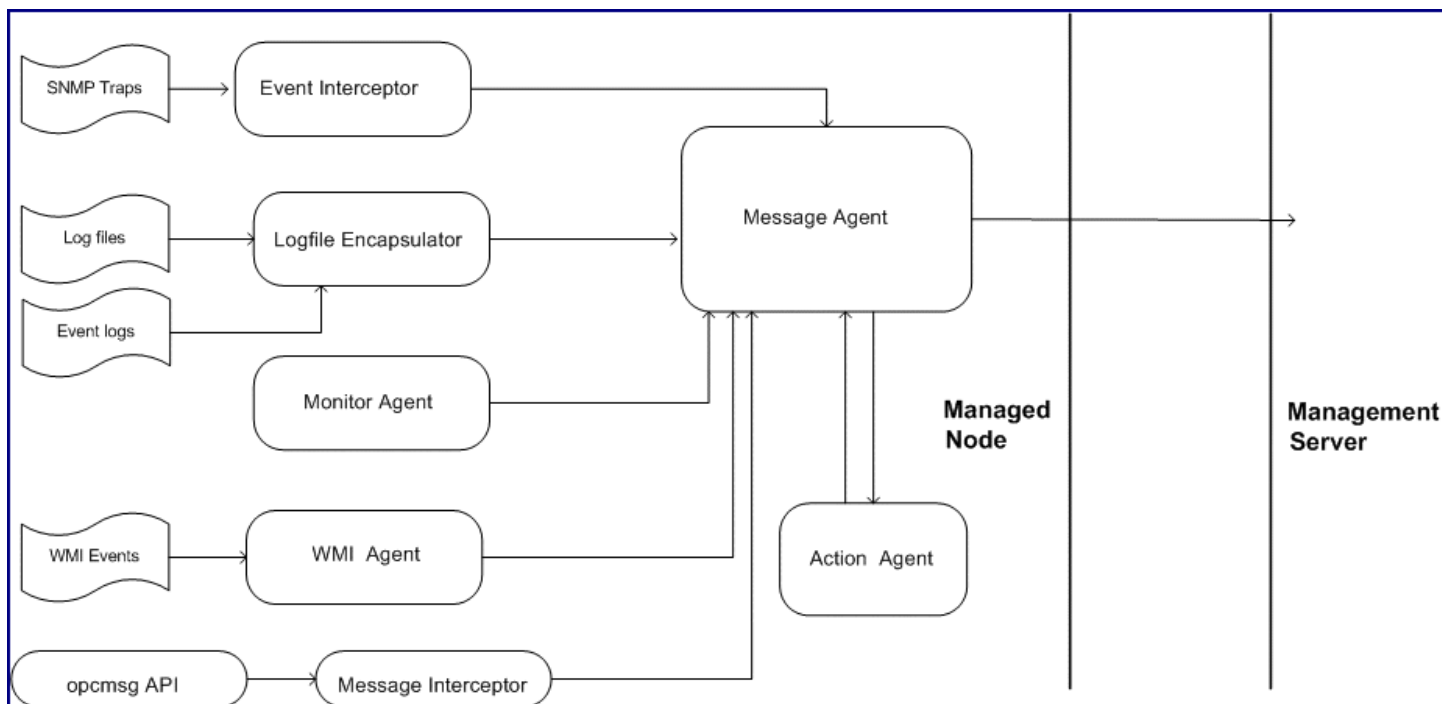 SNMP Traps
Event Interceptor
Message Agent
Log files
Logfile Encapsulator
Event logs
Monitor Agent
Managed
Node
Management
Server
WMI Events
WMI Agent
Action Agent
opcmsg API
Message Interceptor